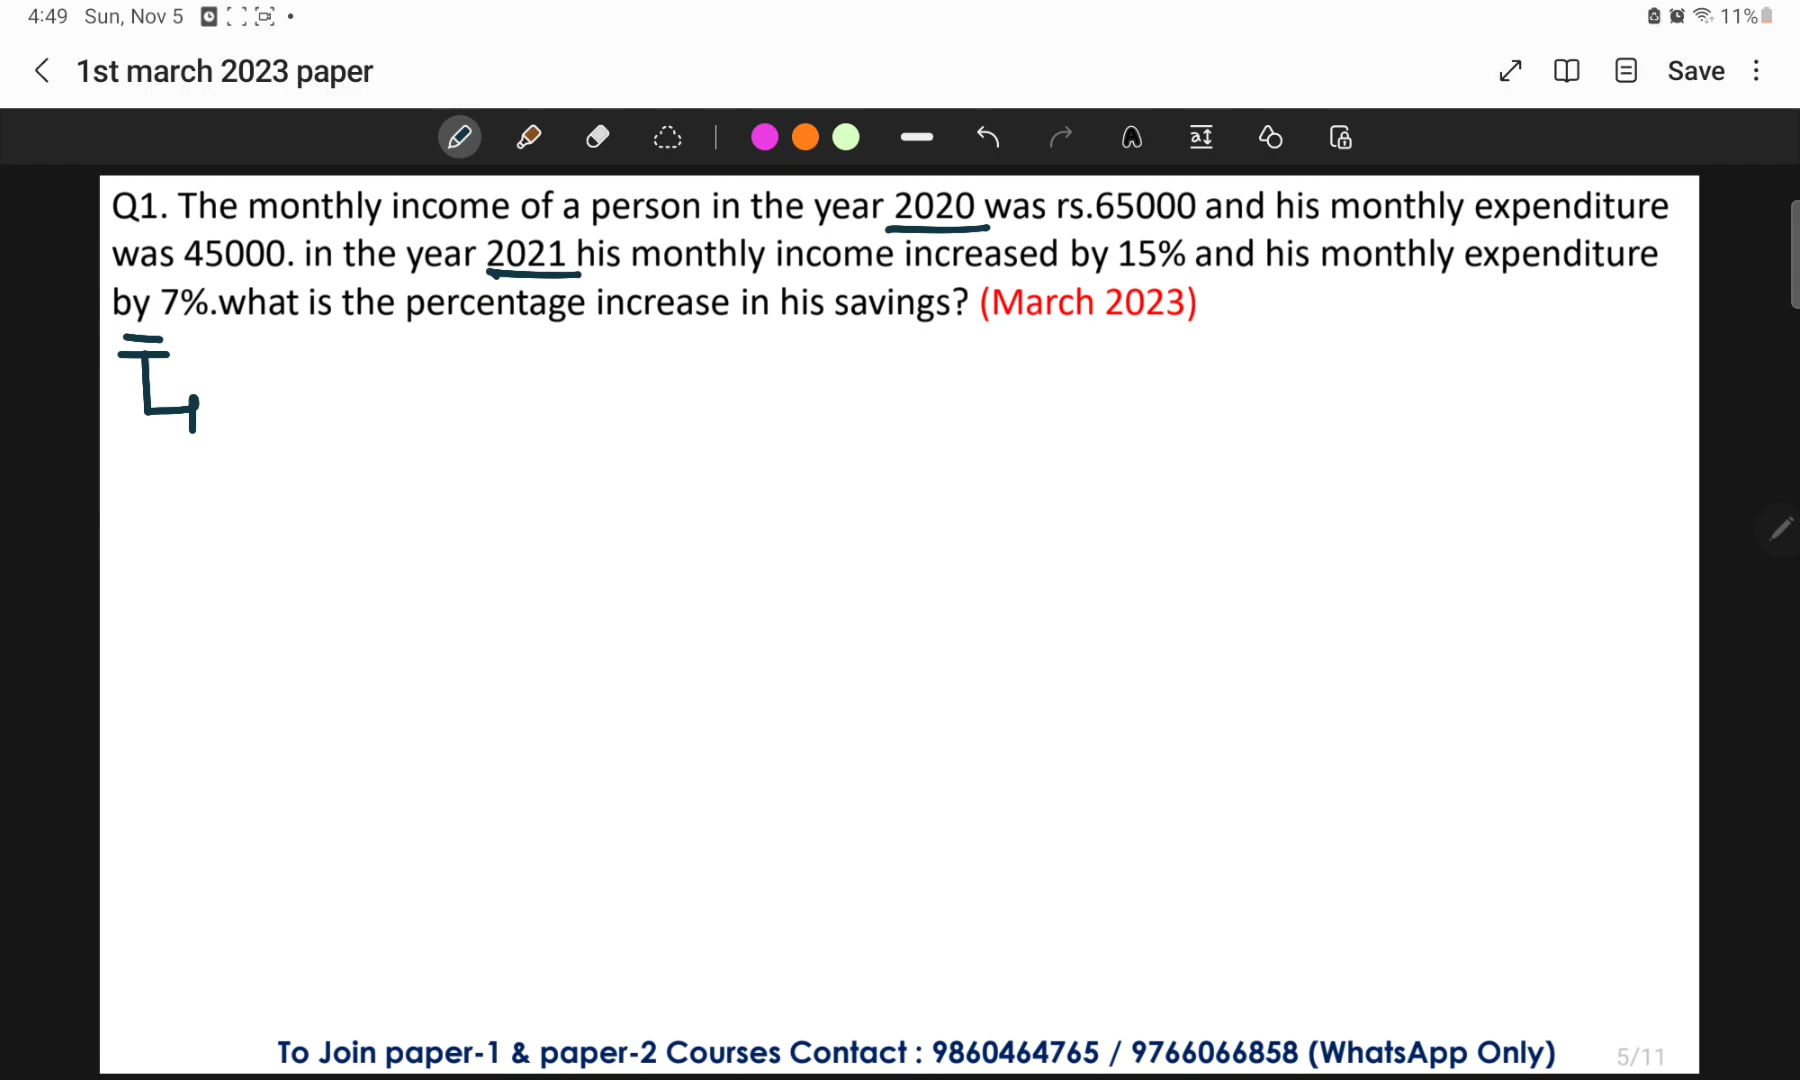 4:49 Sun, Nov 5 11%
1st march 2023 paper Save
Q1. The monthly income of a person in the year 2020 was rs.65000 and his monthly expenditure
was 45000. in the year 2021 his monthly income increased by 15% and his monthly expenditure
by 7%.what is the percentage increase in his savings? (March 2023)
To Join paper-1 & paper-2 Courses Contact : 9860464765 / 9766066858 (WhatsApp Only) 5/11